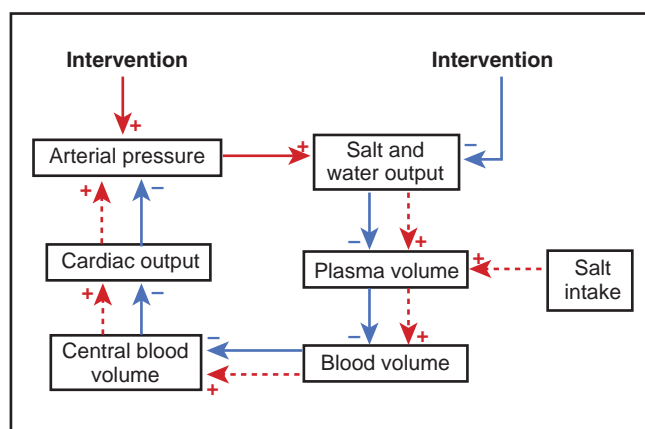 Intervention
Intervention
+
+
−
Arterial pressure
Salt and
water output
+
−
−
+
Cardiac output
Plasma volume
+
Salt
intake
+
−
−
+
Central blood
volume
−
+
Blood volume